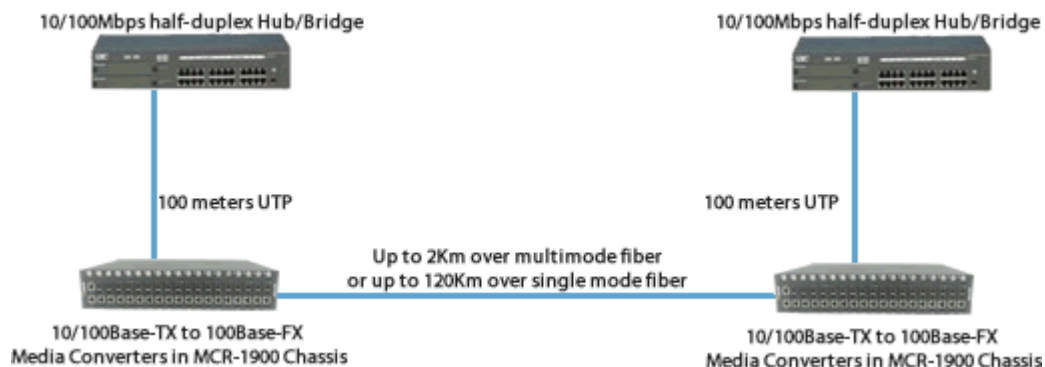 10/100Mbps half-duplex Hub/Bridge
10/100Mbps half-duplex Hub/Bridge
100 meters UTP
100 meters UTP
Up to 2Km over multimode fiber
or up to 120Km over single mode fiber
10/100Base-TX to 100Base-FX
Media Converters in MCR-1900 Chassis
10/100Base-TX to 100Base-FX
Media Converters in MCR-1900 Chassis